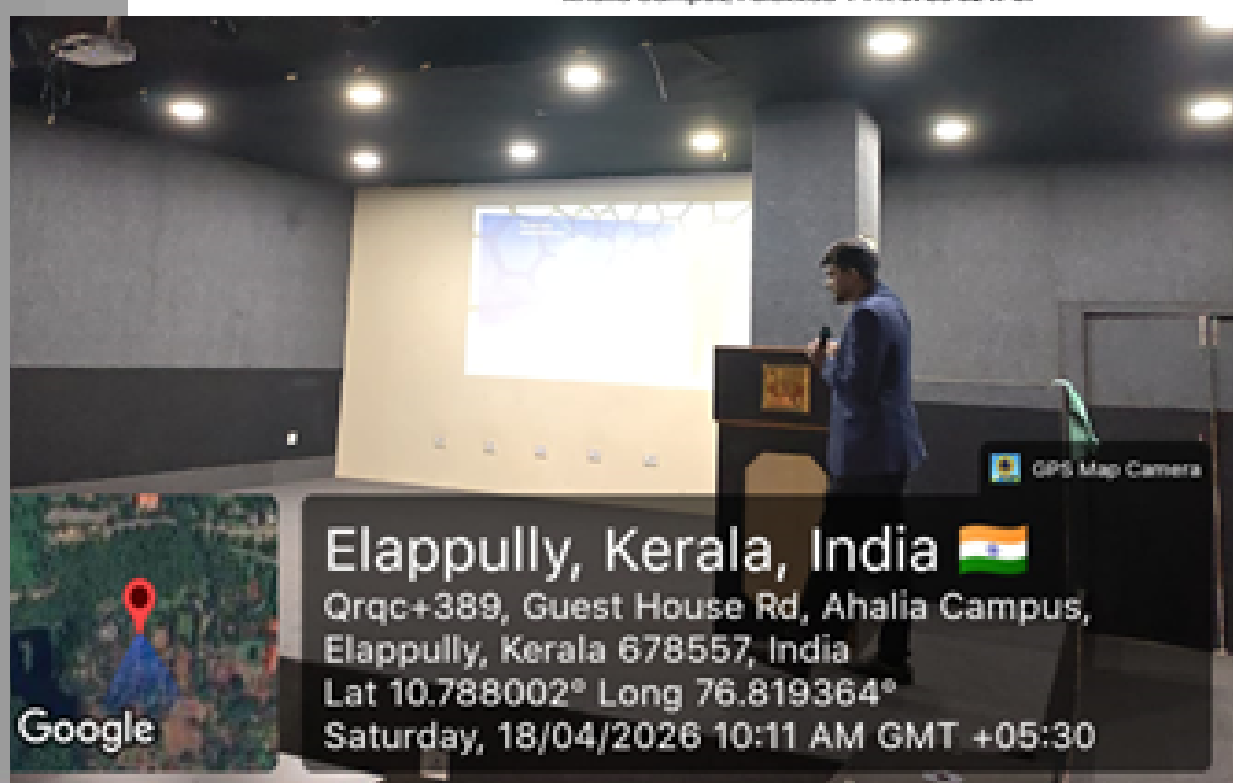 GPS Map Camera
Elappully, Kerala, India
Qrqc+389, Guest House Rd, Ahalia Campus,
Elappully, Kerala 678557, India
Lat 10.788002° Long 76.819364°
Saturday, 18/04/2026 10:11 AM GMT +05:30
Google